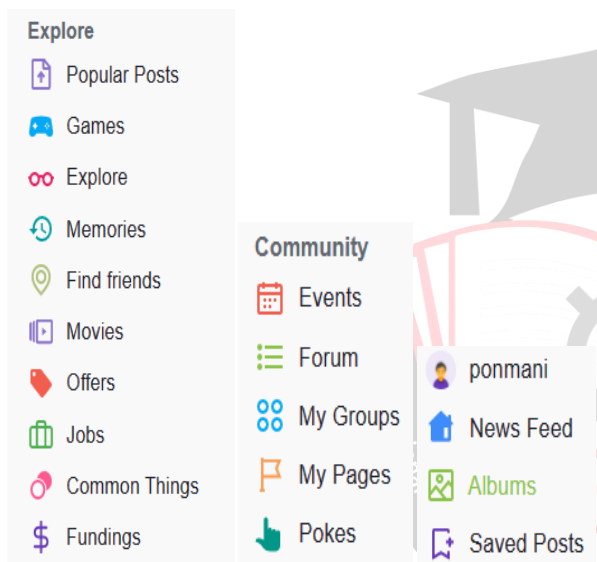 Explore
Popular Posts
Games
Explore
Memories
Find friends
Movies
Offers
Jobs
Common Things
Fundings
Community
Events
Forum
My Groups
My Pages
Pokes
ponmani
News Feed
Albums
Saved Posts